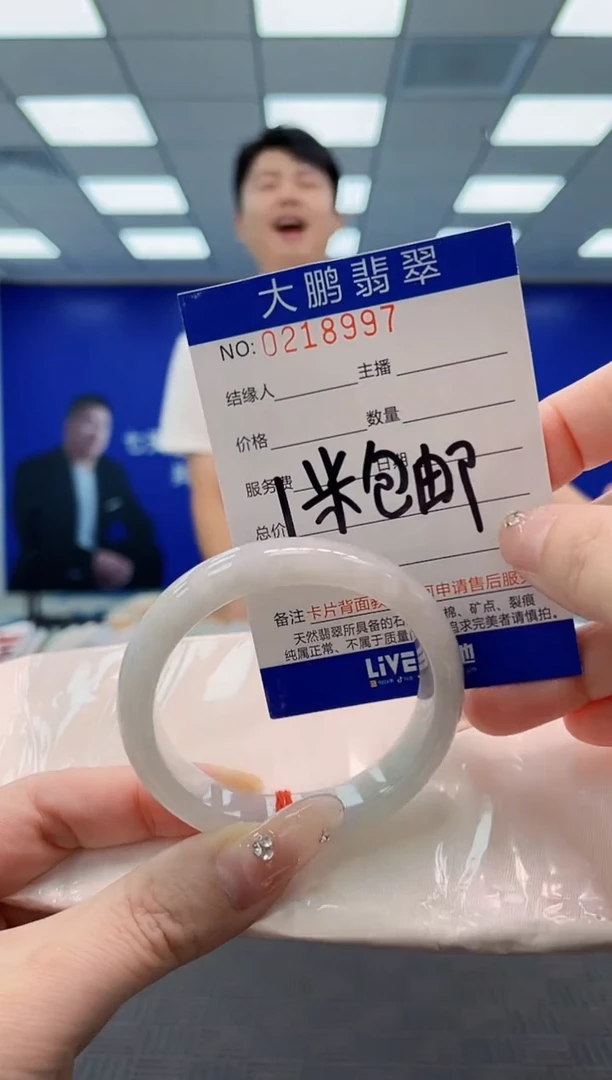 大鹏翡翠
NO: 0218997
结缘人 主播
价格 数量
服务费 日期
1米包邮
总价
备注 卡片背面 可申请售后服
天然翡翠所具备的石 棉、矿点、裂痕
纯属正常、不属于质量 追求完美者请慎拍。
LiVE 地